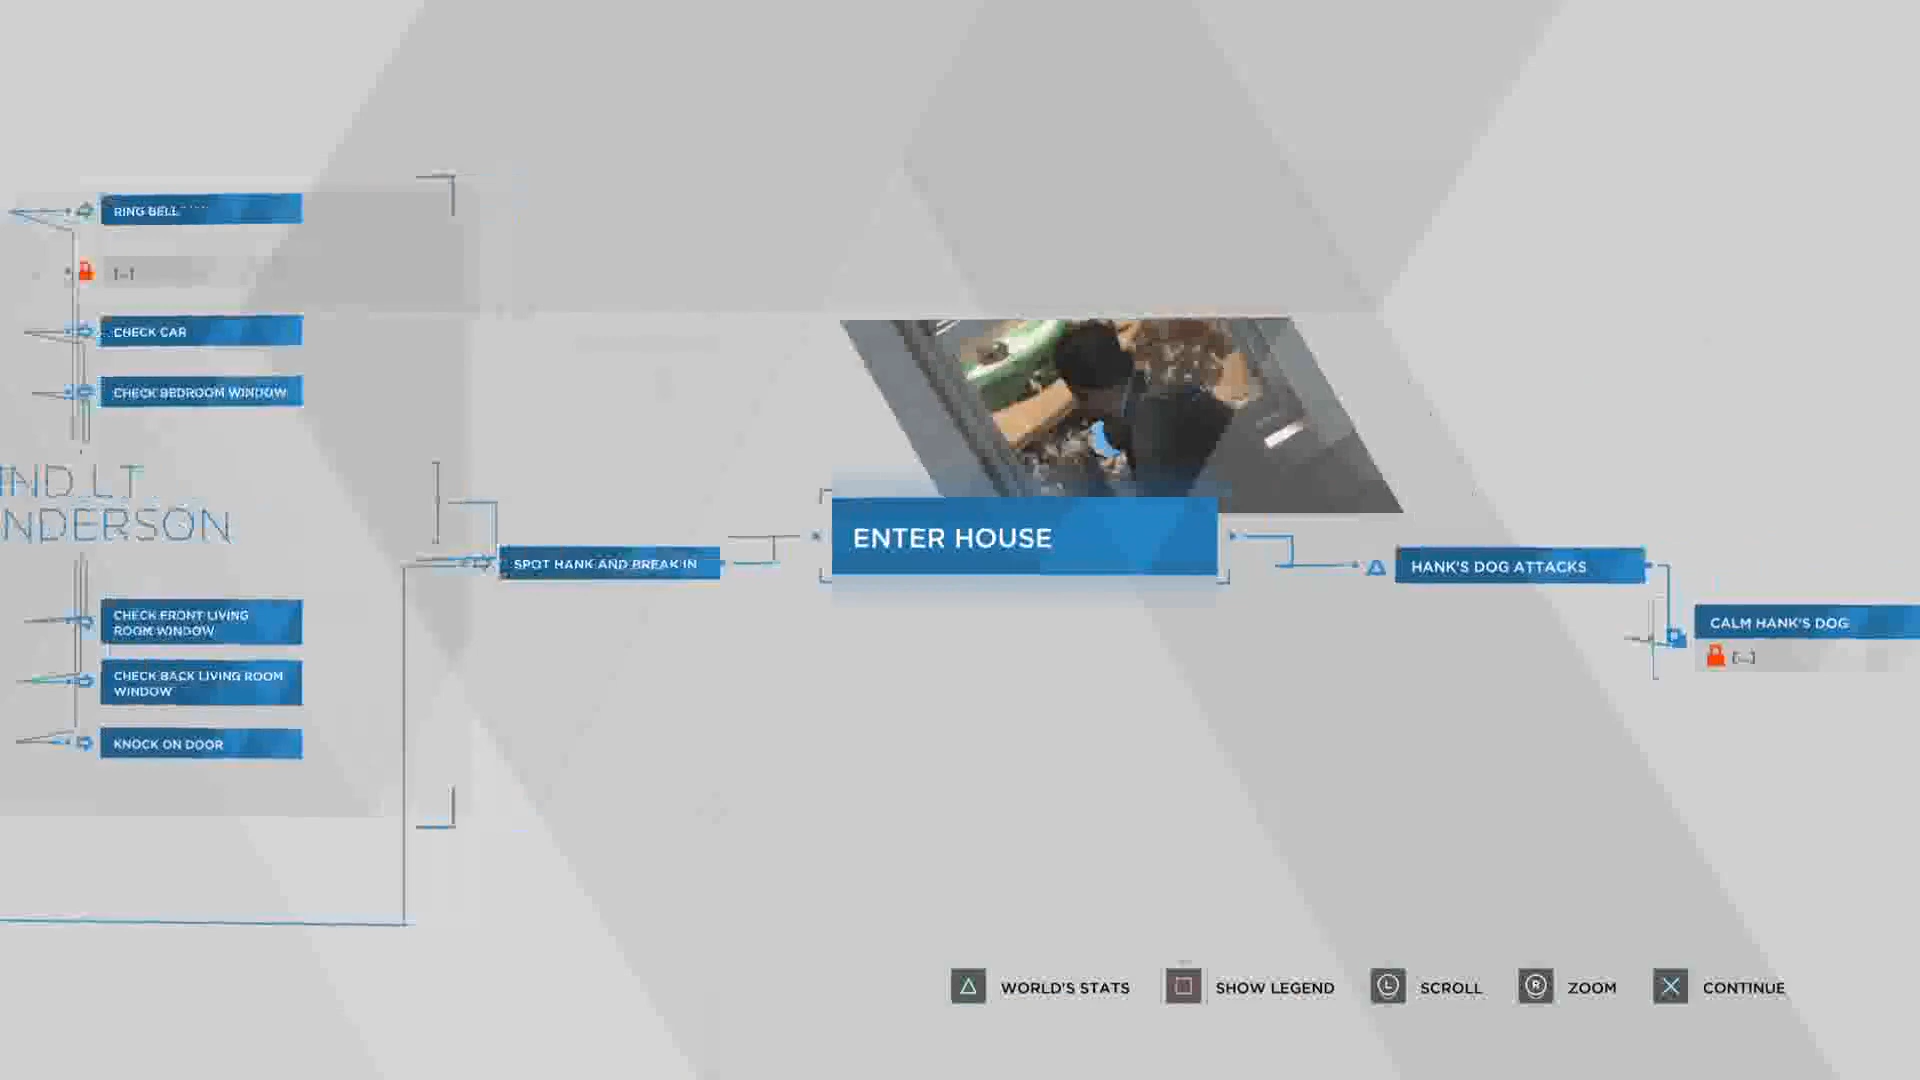 RING BELL
[...]
CHECK CAR
CHECK BEDROOM WINDOW
IND LT
NDERSON
CHECK FRONT LIVING
ROOM WINDOW
CHECK BACK LIVING ROOM
WINDOW
KNOCK ON DOOR
SPOT HANK AND BREAK IN
ENTER HOUSE
HANK'S DOG ATTACKS
CALM HANK'S DOG
[...]
WORLD'S STATS
SHOW LEGEND
L
SCROLL
R
ZOOM
CONTINUE